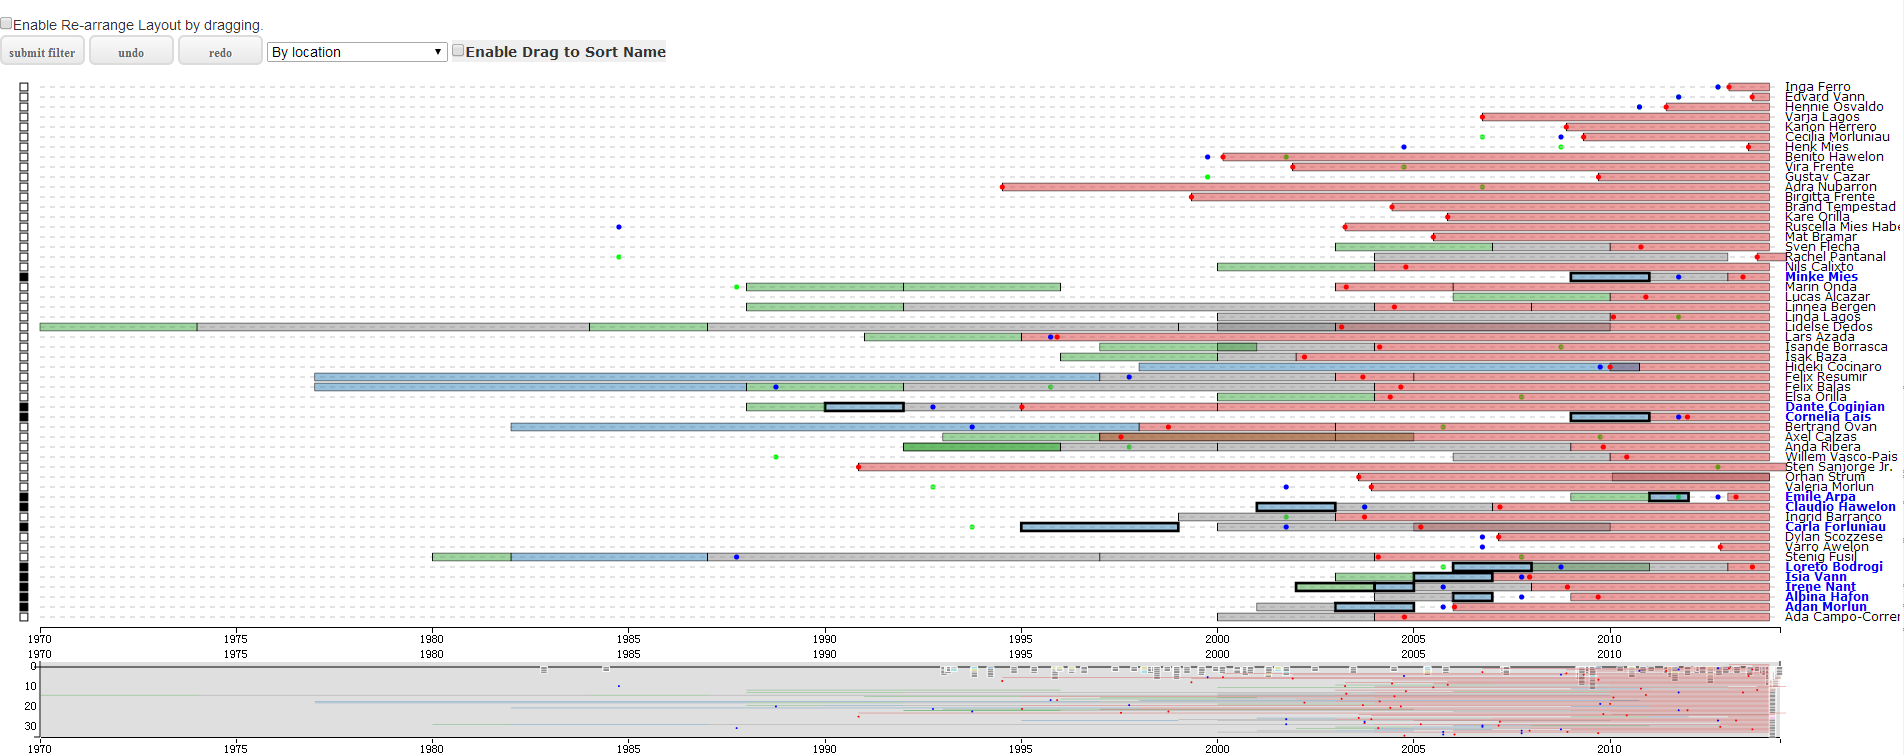 Enable Re-arrange Layout by dragging.
submit filter undo redo By location Enable Drag to Sort Name
Inga Ferro
Edvard Vann
Hennie Osvaldo
Varja Lagos
Kanon Herrero
Cecilia Morluniau
Henk Mies
Benito Hawelon
Vira Frente
Gustav Cazar
Adra Nubarron
Birgitta Frente
Brand Tempestad
Kare Orilla
Ruscella Mies Habe
Mat Bramar
Sven Flecha
Rachel Pantanal
Nils Calixto
Minke Mies
Marin Onda
Lucas Alcazar
Linnea Bergen
Linda Lagos
Lidelse Dedos
Lars Azada
Isande Borrasca
Isak Baza
Hideki Cocinaro
Felix Resumir
Felix Balas
Elsa Orilla
Dante Coginian
Cornelia Lais
Bertrand Ovan
Axel Calzas
Anda Ribera
Willem Vasco-Pais
Sten Sanjorge Jr.
Orhan Strum
Valeria Morlun
Emile Arpa
Claudio Hawelon
Ingrid Barranco
Carla Forluniau
Dylan Scozzese
Varro Awelon
Stenig Fusil
Loreto Bodrogi
Isia Vann
Irene Nant
Albina Hafon
Adan Morlun
Ada Campo-Correr
1970 1975 1980 1985 1990 1995 2000 2005 2010
1970 1975 1980 1985 1990 1995 2000 2005 2010
0
10
20
30
1970 1975 1980 1985 1990 1995 2000 2005 2010